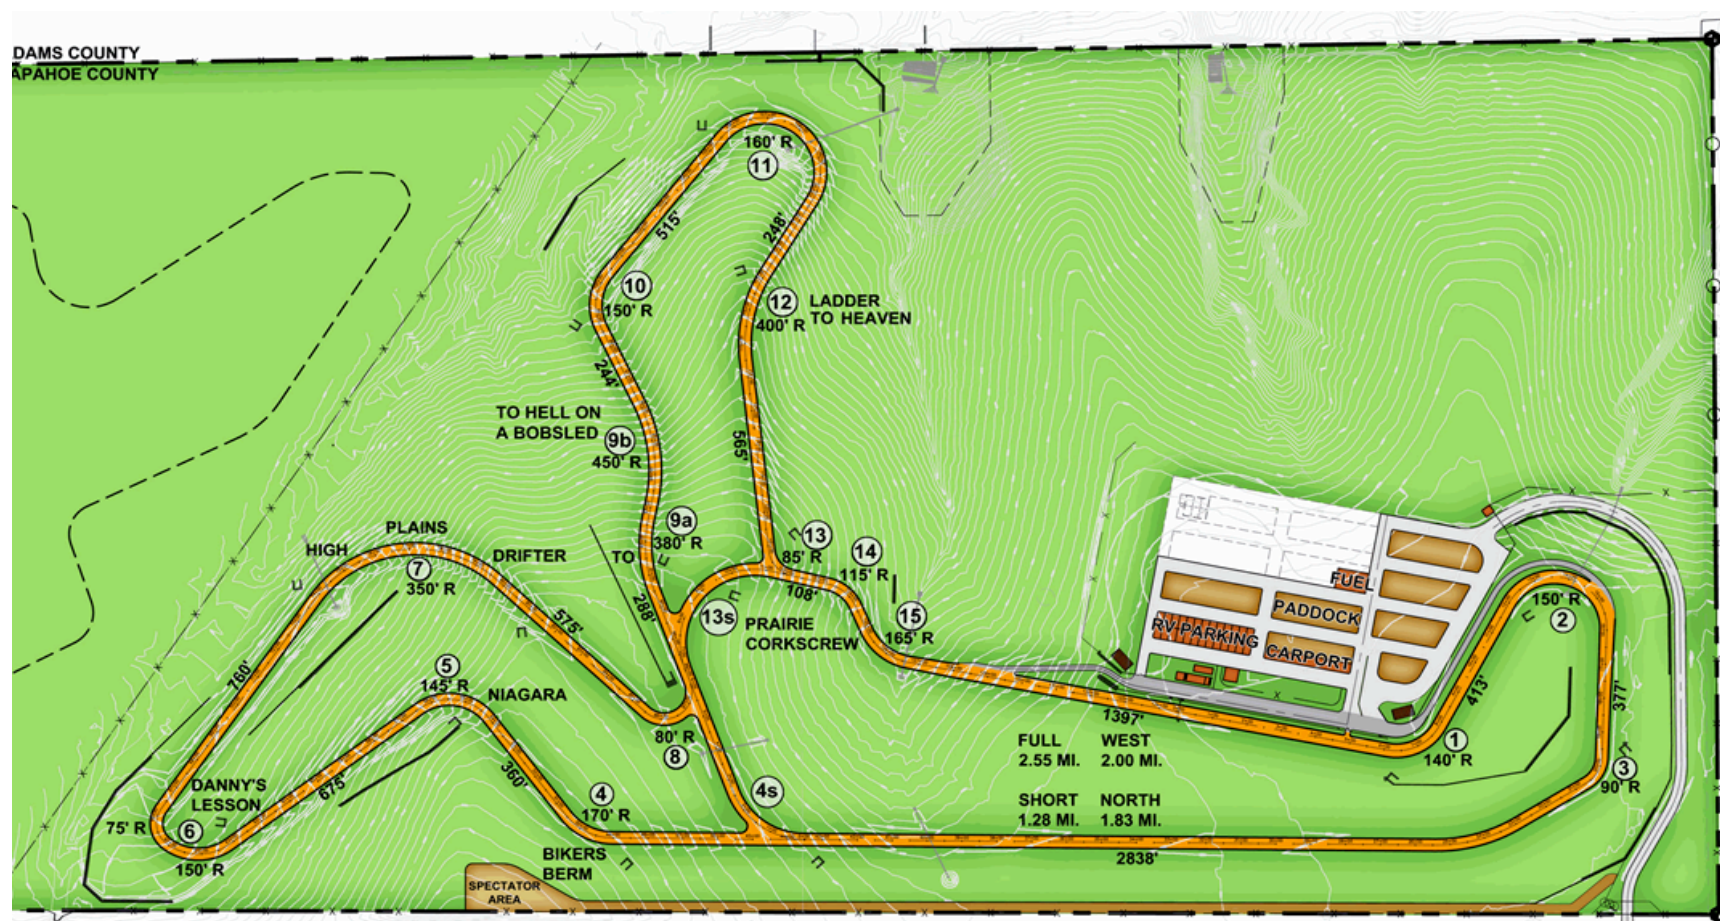 DAMS COUNTY
APAHOE COUNTY
160' R
11
515'
248'
10
150' R
12
400' R
LADDER
TO HEAVEN
244'
TO HELL ON
A BOBSLED
9b
450' R
565'
9a
380' R
HIGH
PLAINS
DRIFTER
7
350' R
TO
13
85' R
14
115' R
108'
288'
13s
PRAIRIE
CORKSCREW
15
165' R
575'
760'
5
145' R
NIAGARA
80' R
8
FUEL
PADDOCK
RV PARKING
CARPORT
150' R
2
413'
377'
1397'
1
140' R
3
90' R
FULL
2.55 MI.
WEST
2.00 MI.
SHORT
1.28 MI.
NORTH
1.83 MI.
DANNY'S
LESSON
675'
360'
4
170' R
4s
75' R
6
150' R
BIKERS
BERM
2838'
SPECTATOR
AREA